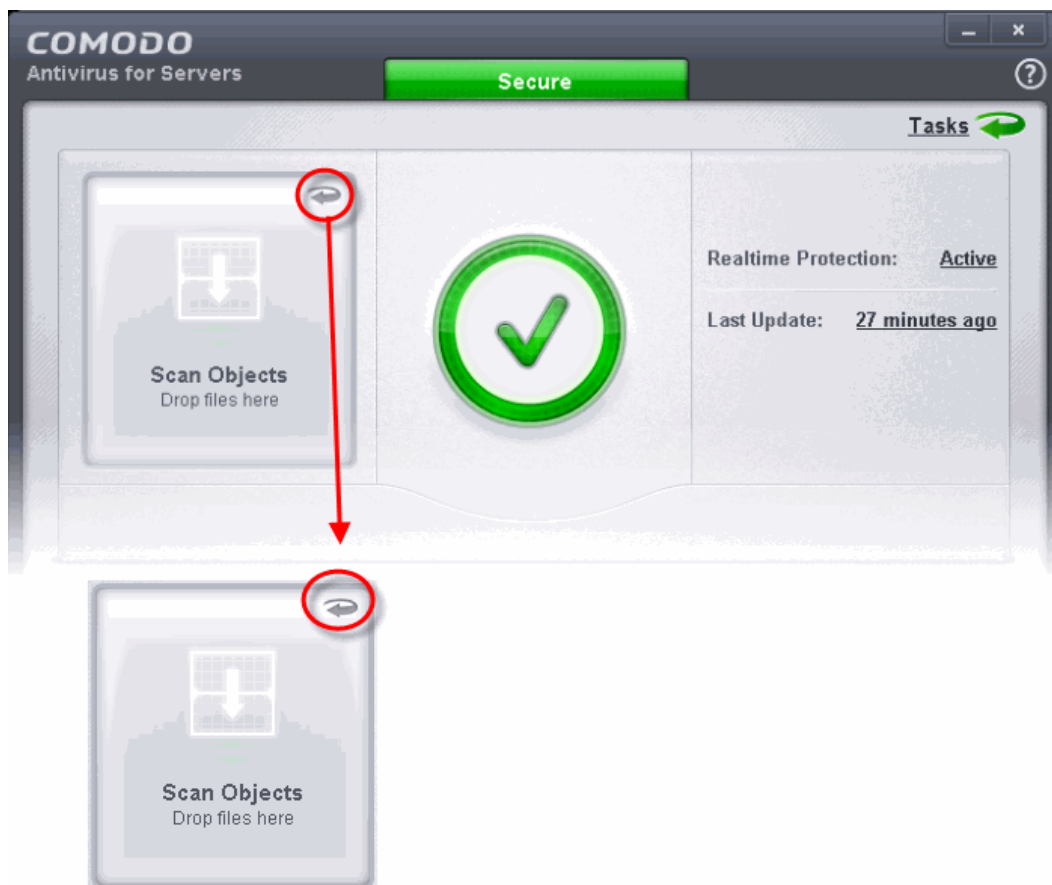 COMODO
Antivirus for Servers
Secure
Tasks
Scan Objects
Drop files here
Realtime Protection: Active
Last Update: 27 minutes ago
Scan Objects
Drop files here